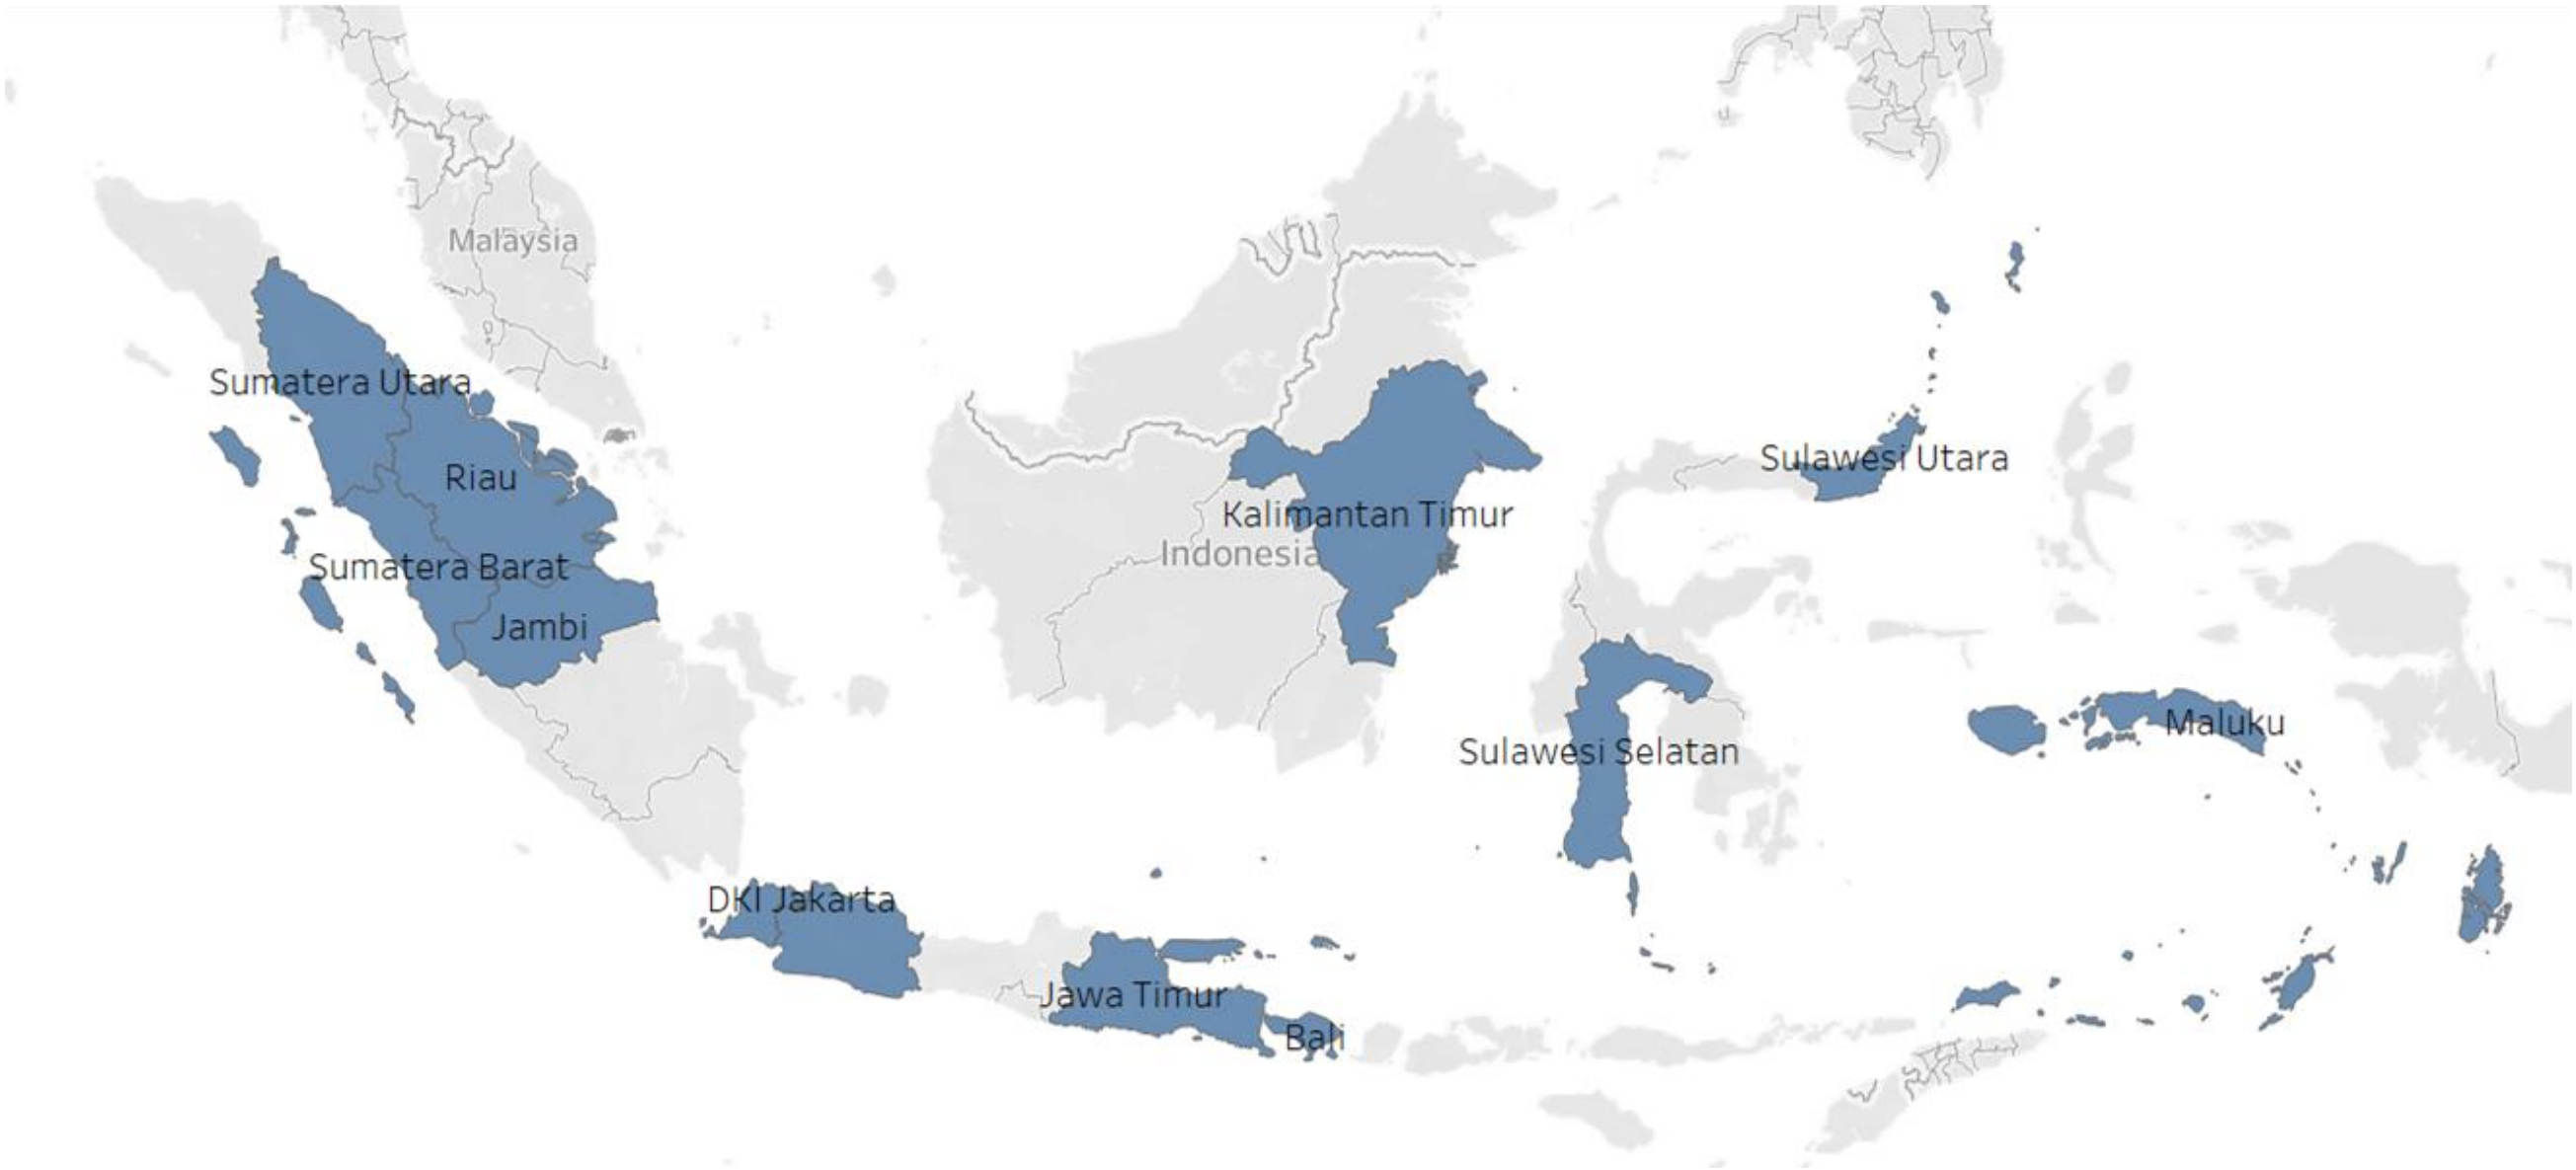 Malaysia
Sumatera Utara
Riau
Sumatera Barat
Jambi
Kalimantan Timur
Indonesia
Sulawesi Utara
Sulawesi Selatan
Maluku
DKI Jakarta
Jawa Timur
Bali